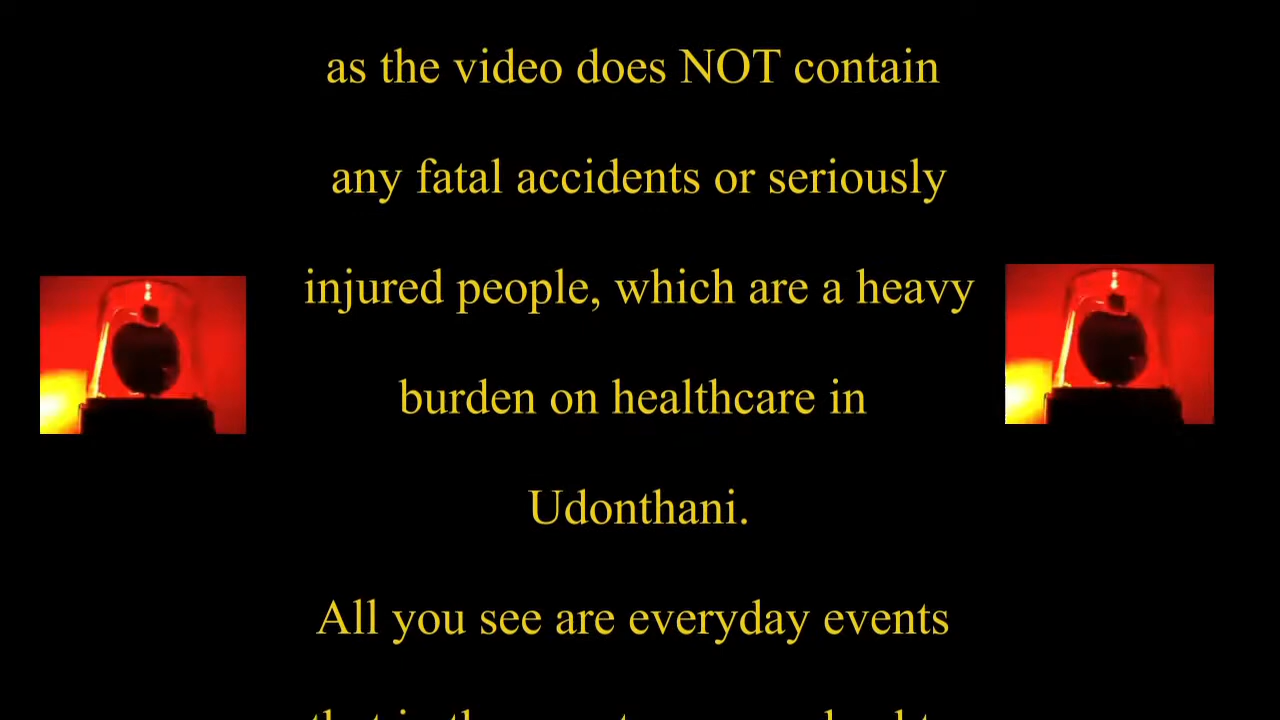 as the video does NOT contain
any fatal accidents or seriously
injured people, which are a heavy
burden on healthcare in
Udonthani.
All you see are everyday events